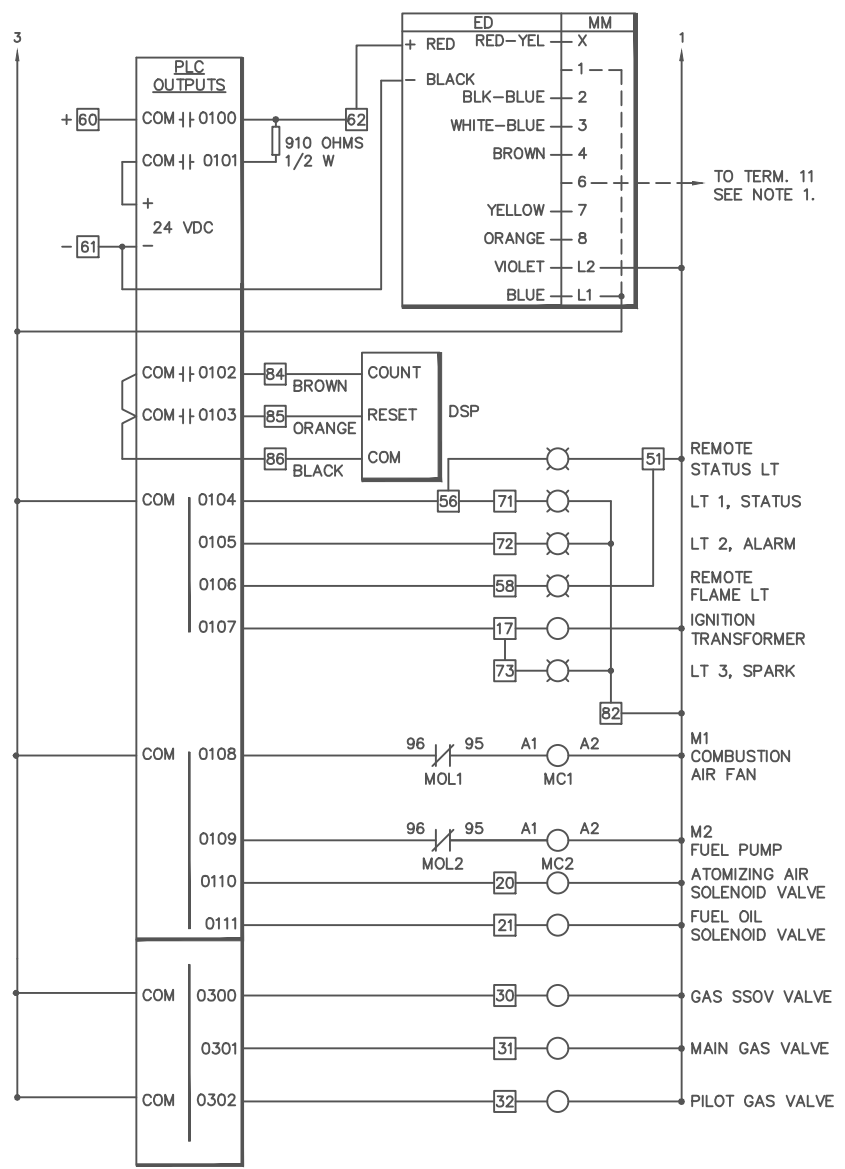 3
1
ED MM
+ RED RED-YEL X
1
- BLACK
BLK-BLUE 2
WHITE-BLUE 3
BROWN 4
6
YELLOW 7
ORANGE 8
VIOLET L2
BLUE L1
TO TERM. 11
SEE NOTE 1.
PLC
OUTPUTS
+ 60 COM 0100 62
910 OHMS
1/2 W
COM 0101
+
24 VDC
- 61 -
COM 0102 84 BROWN COUNT
COM 0103 85 ORANGE RESET DSP
86 BLACK COM
51 REMOTE
STATUS LT
COM 0104 56 71 LT 1, STATUS
0105 72 LT 2, ALARM
0106 58 REMOTE
FLAME LT
0107 17 IGNITION
TRANSFORMER
73 LT 3, SPARK
82
COM 0108 96 95 A1 A2 M1
COMBUSTION
AIR FAN
MOL1 MC1
0109 96 95 A1 A2 M2
FUEL PUMP
MOL2 MC2
0110 20 ATOMIZING AIR
SOLENOID VALVE
0111 21 FUEL OIL
SOLENOID VALVE
COM 0300 30 GAS SSOV VALVE
0301 31 MAIN GAS VALVE
COM 0302 32 PILOT GAS VALVE